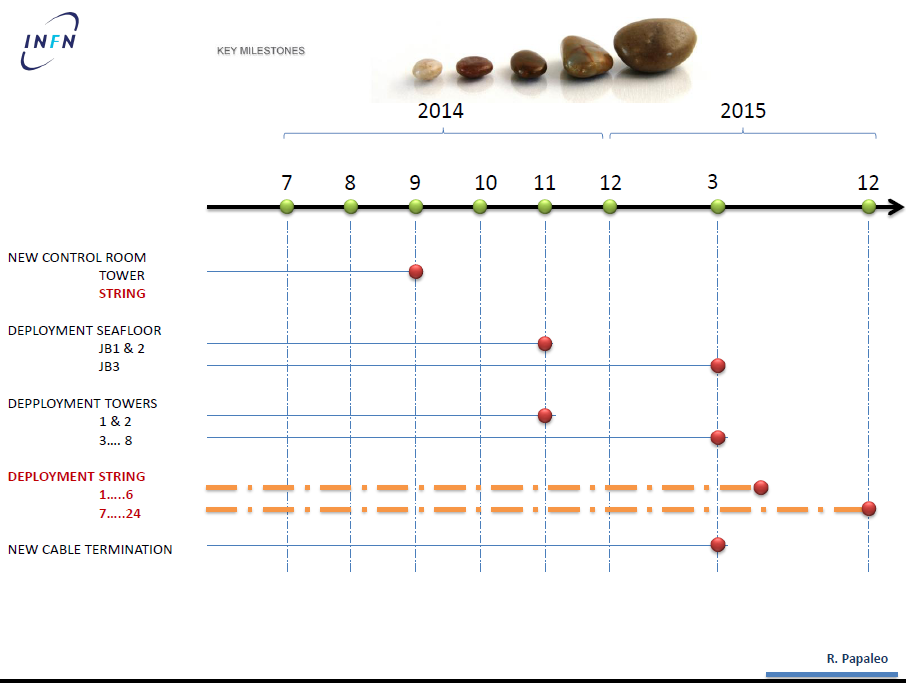 INFN
KEY MILESTONES
2014 2015
7 8 9 10 11 12 3 12
NEW CONTROL ROOM
TOWER
STRING
DEPLOYMENT SEAFLOOR
JB1 & 2
JB3
DEPPLOYMENT TOWERS
1 & 2
3…. 8
DEPLOYMENT STRING
1…..6
7…..24
NEW CABLE TERMINATION
R. Papaleo